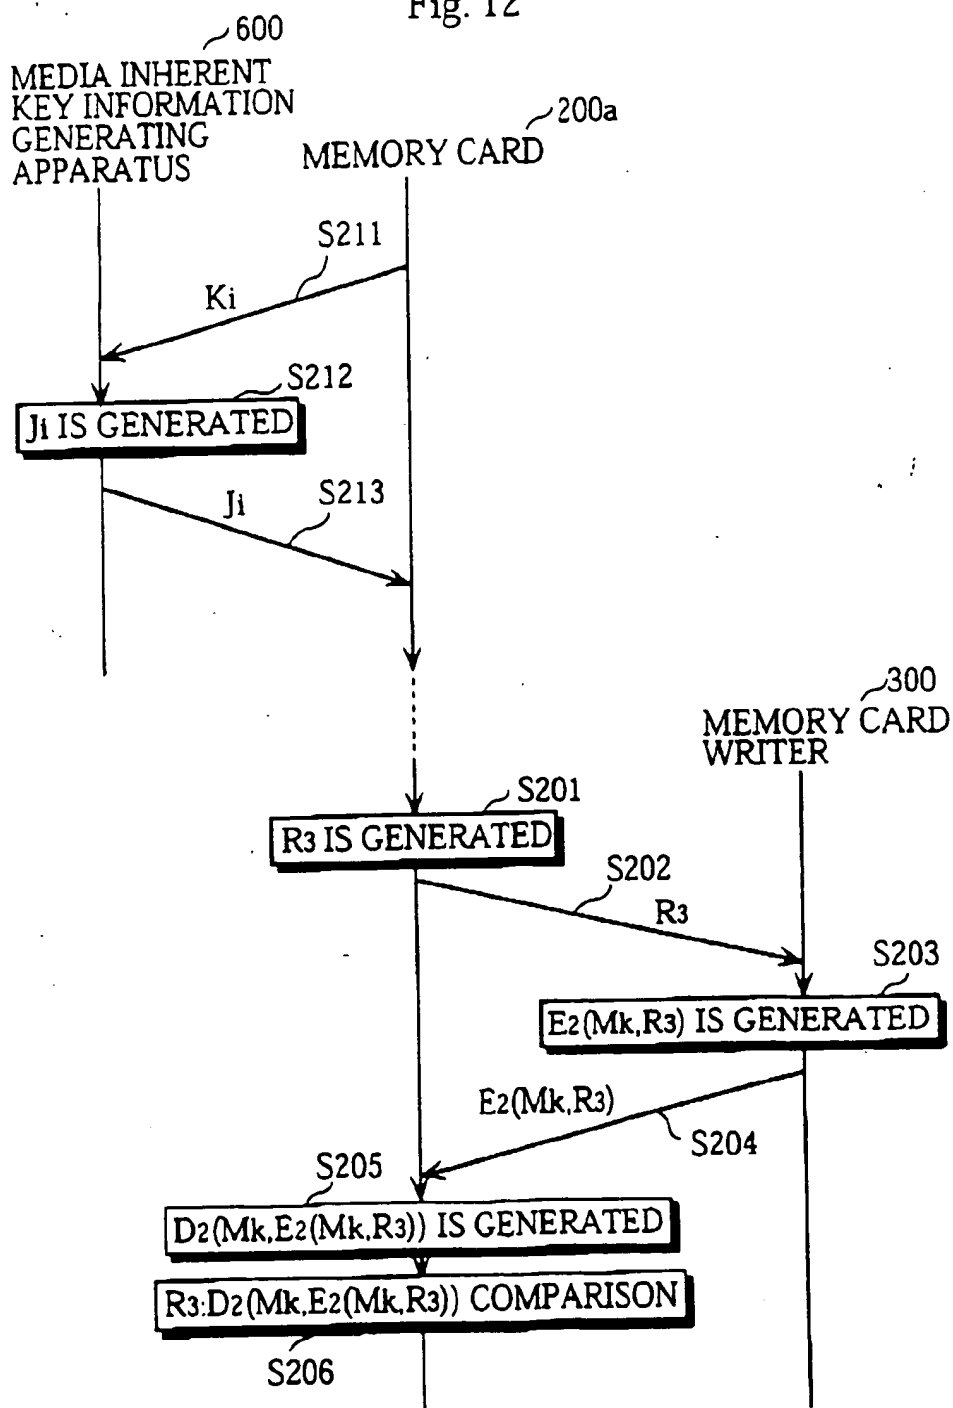 Fig. 12
600
MEDIA INHERENT
KEY INFORMATION
GENERATING
APPARATUS
200a
MEMORY CARD
S211
Ki
S212
Ji IS GENERATED
Ji
S213
300
MEMORY CARD
WRITER
S201
R3 IS GENERATED
S202
R3
S203
E2(Mk,R3) IS GENERATED
E2(Mk,R3)
S204
S205
D2(Mk,E2(Mk,R3)) IS GENERATED
R3:D2(Mk,E2(Mk,R3)) COMPARISON
S206